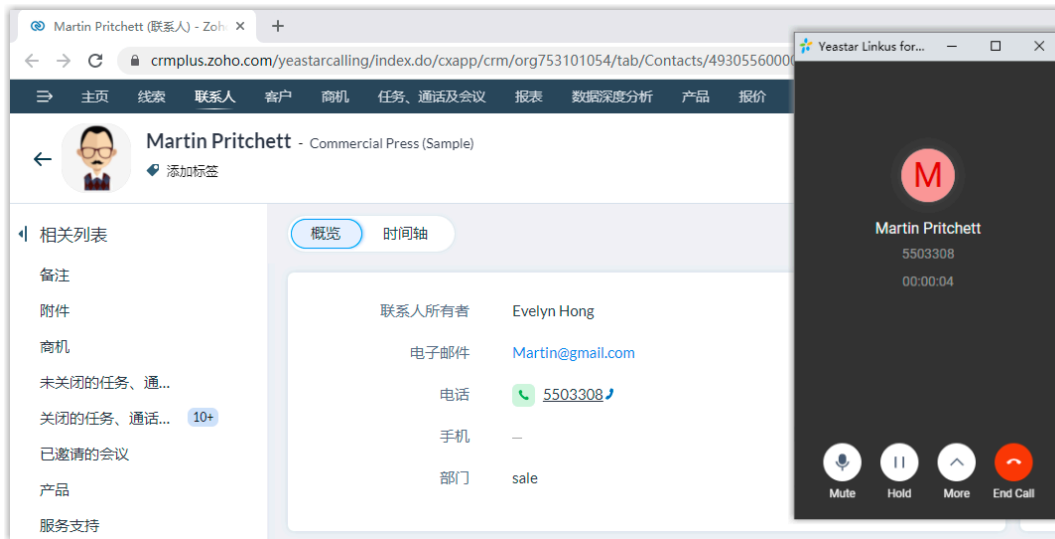 Martin Pritchett (联系人) - Zoh
crmplus.zoho.com/yeastarcalling/index.do/cxapp/crm/org753101054/tab/Contacts/49305560000
主页 线索 联系人 客户 商机 任务、通话及会议 报表 数据深度分析 产品 报价
Martin Pritchett - Commercial Press (Sample)
添加标签
相关列表
备注
附件
商机
未关闭的任务、通...
关闭的任务、通话... 10+
已邀请的会议
产品
服务支持
概览 时间轴
联系人所有者 Evelyn Hong
电子邮件 Martin@gmail.com
电话 5503308
手机 —
部门 sale
Yeastar Linkus for...
M
Martin Pritchett
5503308
00:00:04
Mute Hold More End Call